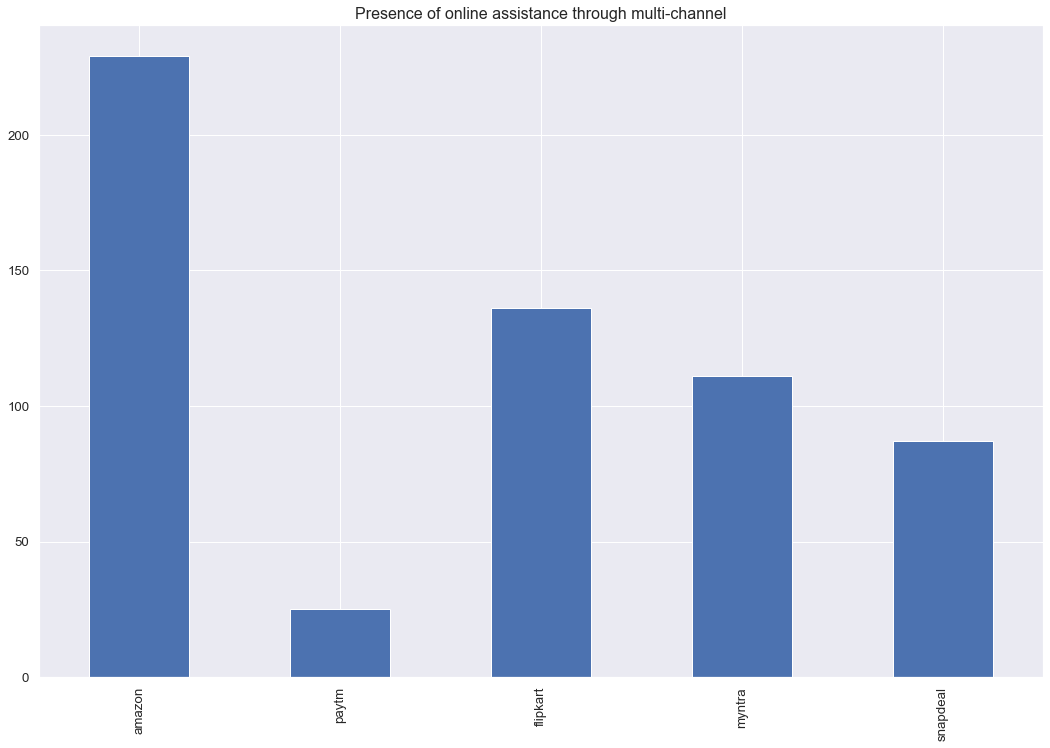 Presence of online assistance through multi-channel
200
150
100
50
0
amazon
paytm
flipkart
myntra
snapdeal